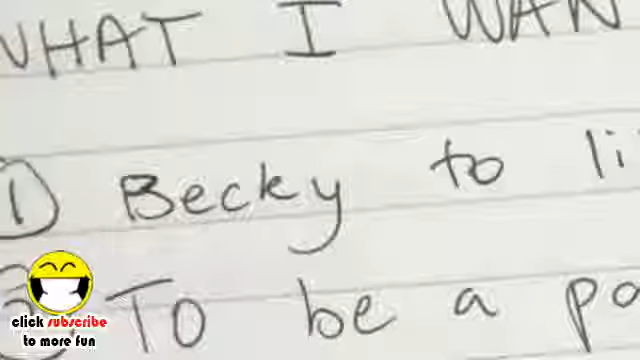 WHAT I WAN
1 Becky to li
To be a po
click subscribe
to more fun